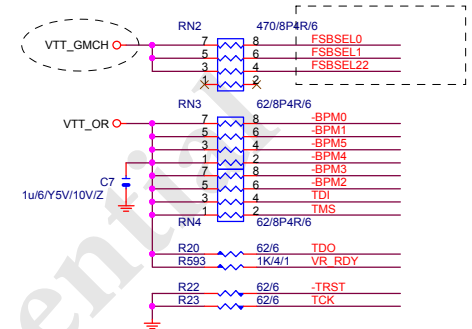 RN2 470/8P4R/6
VTT_GMCH 7 8 FSBSEL0
5 6 FSBSEL1
3 4 FSBSEL22
1 2
RN3 62/8P4R/6
VTT_OR 7 8 -BPM0
5 6 -BPM1
3 4 -BPM5
1 2 -BPM4
C7 7 8 -BPM3
1u/6/Y5V/10V/Z 5 6 -BPM2
3 4 TDI
1 2 TMS
RN4 62/8P4R/6
R20 62/6 TDO
R593 1K/4/1 VR_RDY
R22 62/6 -TRST
R23 62/6 TCK
ential